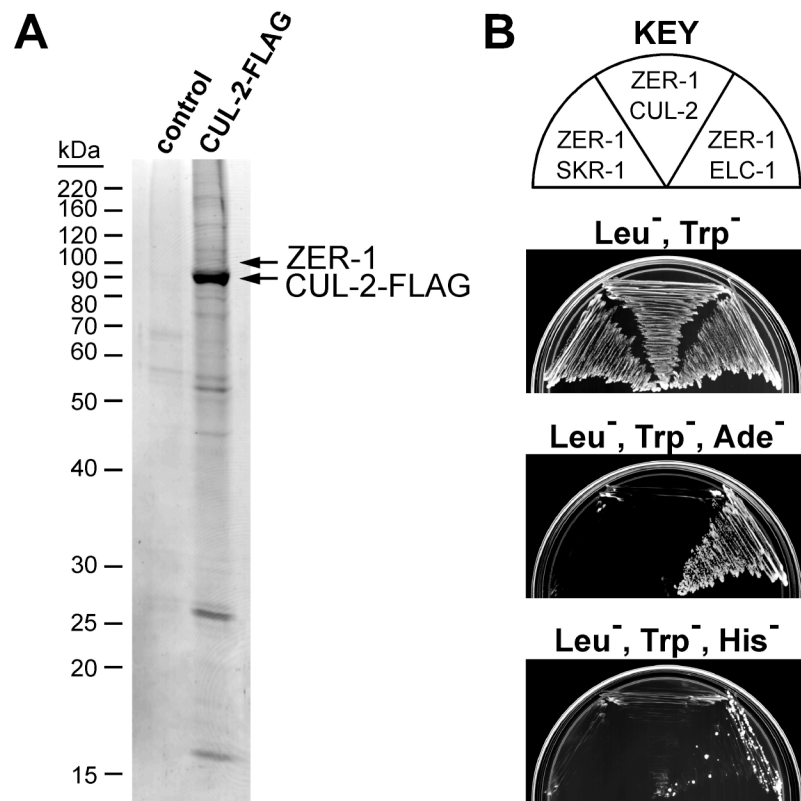 A
control
CUL-2-FLAG
kDa
220
160
120
100
90
80
70
60
50
40
30
25
20
15
ZER-1
CUL-2-FLAG
B
KEY
ZER-1
CUL-2
ZER-1
SKR-1
ZER-1
ELC-1
Leu⁻, Trp⁻
Leu⁻, Trp⁻, Ade⁻
Leu⁻, Trp⁻, His⁻